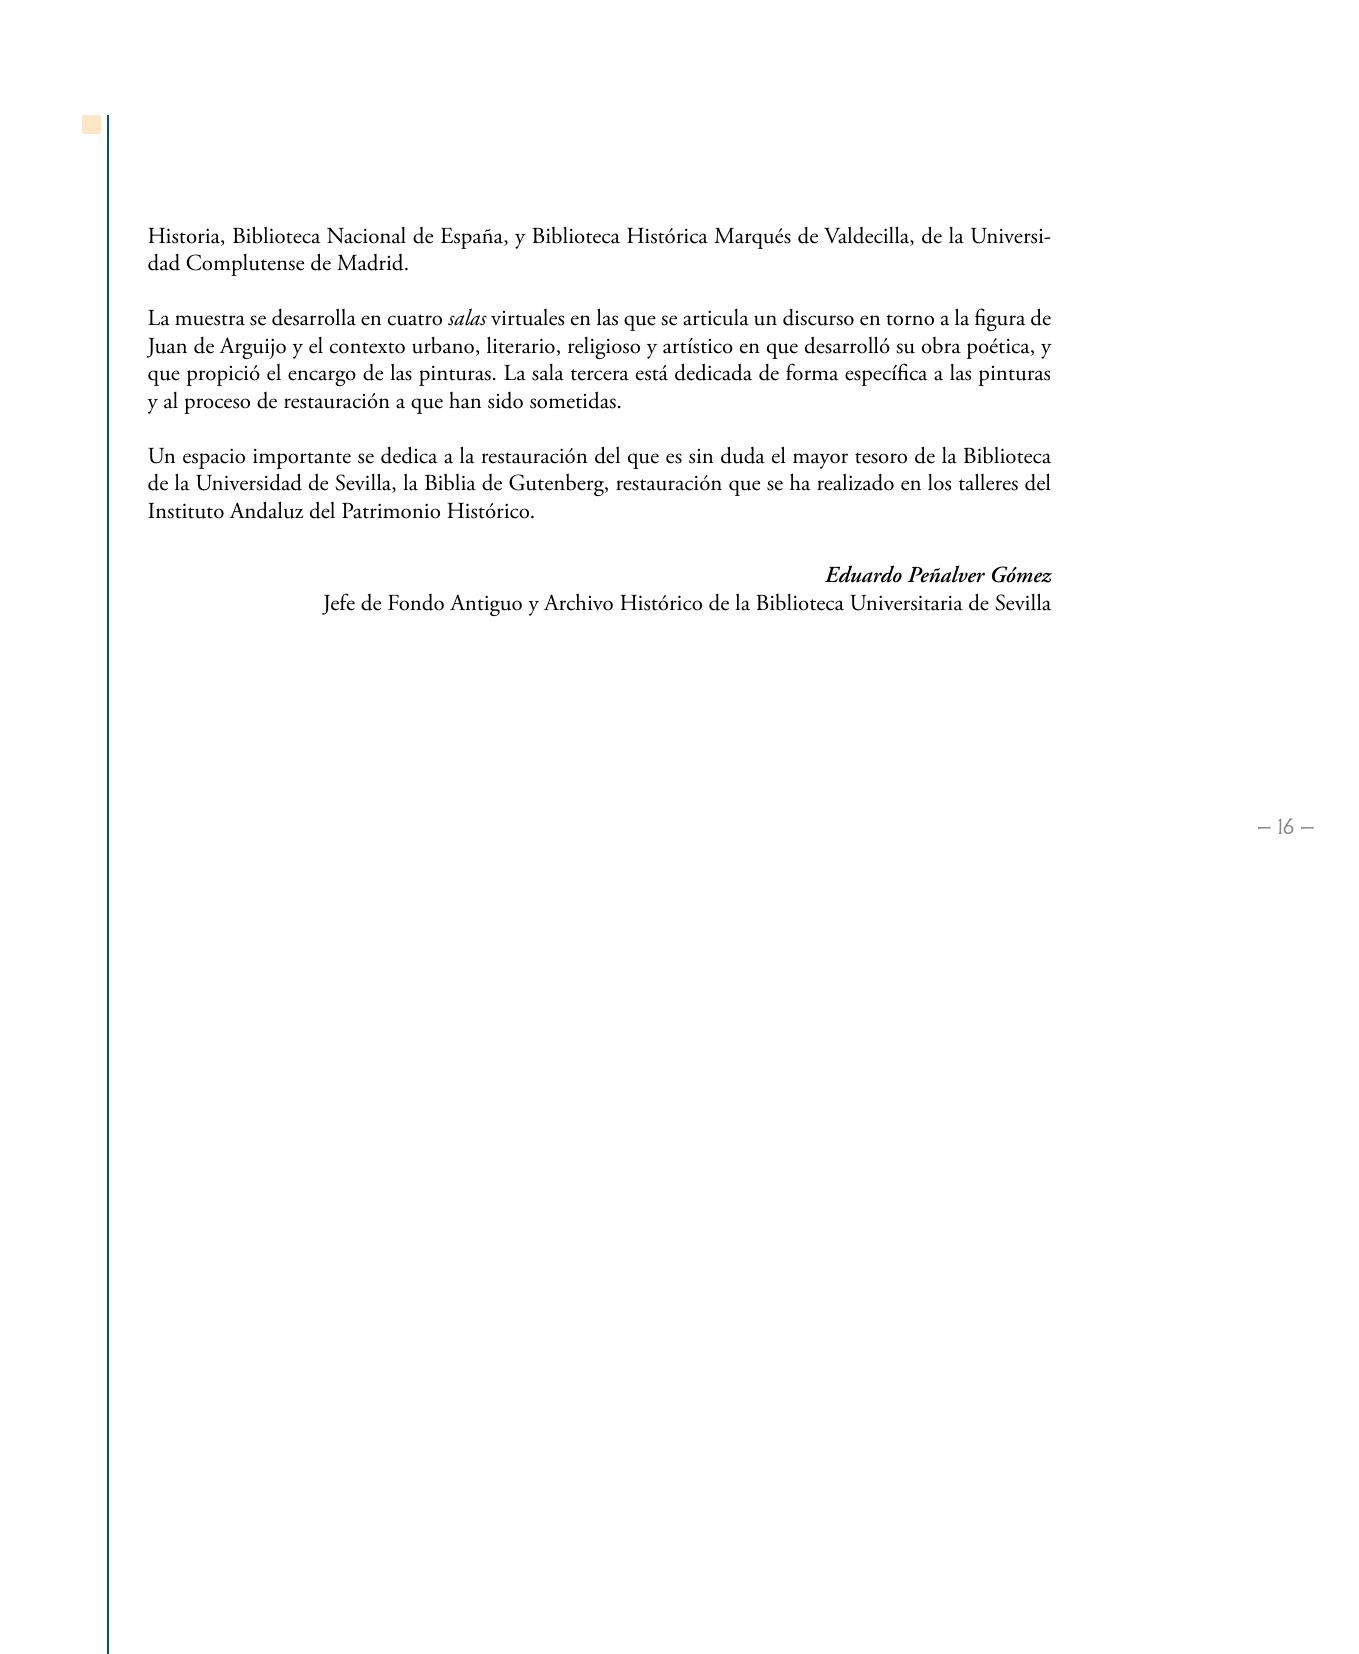 Historia, Biblioteca Nacional de España, y Biblioteca Histórica Marqués de Valdecilla, de la Universi-
dad Complutense de Madrid.
La muestra se desarrolla en cuatro salas virtuales en las que se articula un discurso en torno a la figura de
Juan de Arguijo y el contexto urbano, literario, religioso y artístico en que desarrolló su obra poética, y
que propició el encargo de las pinturas. La sala tercera está dedicada de forma específica a las pinturas
y al proceso de restauración a que han sido sometidas.
Un espacio importante se dedica a la restauración del que es sin duda el mayor tesoro de la Biblioteca
de la Universidad de Sevilla, la Biblia de Gutenberg, restauración que se ha realizado en los talleres del
Instituto Andaluz del Patrimonio Histórico.
Eduardo Peñalver Gómez
Jefe de Fondo Antiguo y Archivo Histórico de la Biblioteca Universitaria de Sevilla
– 16 –